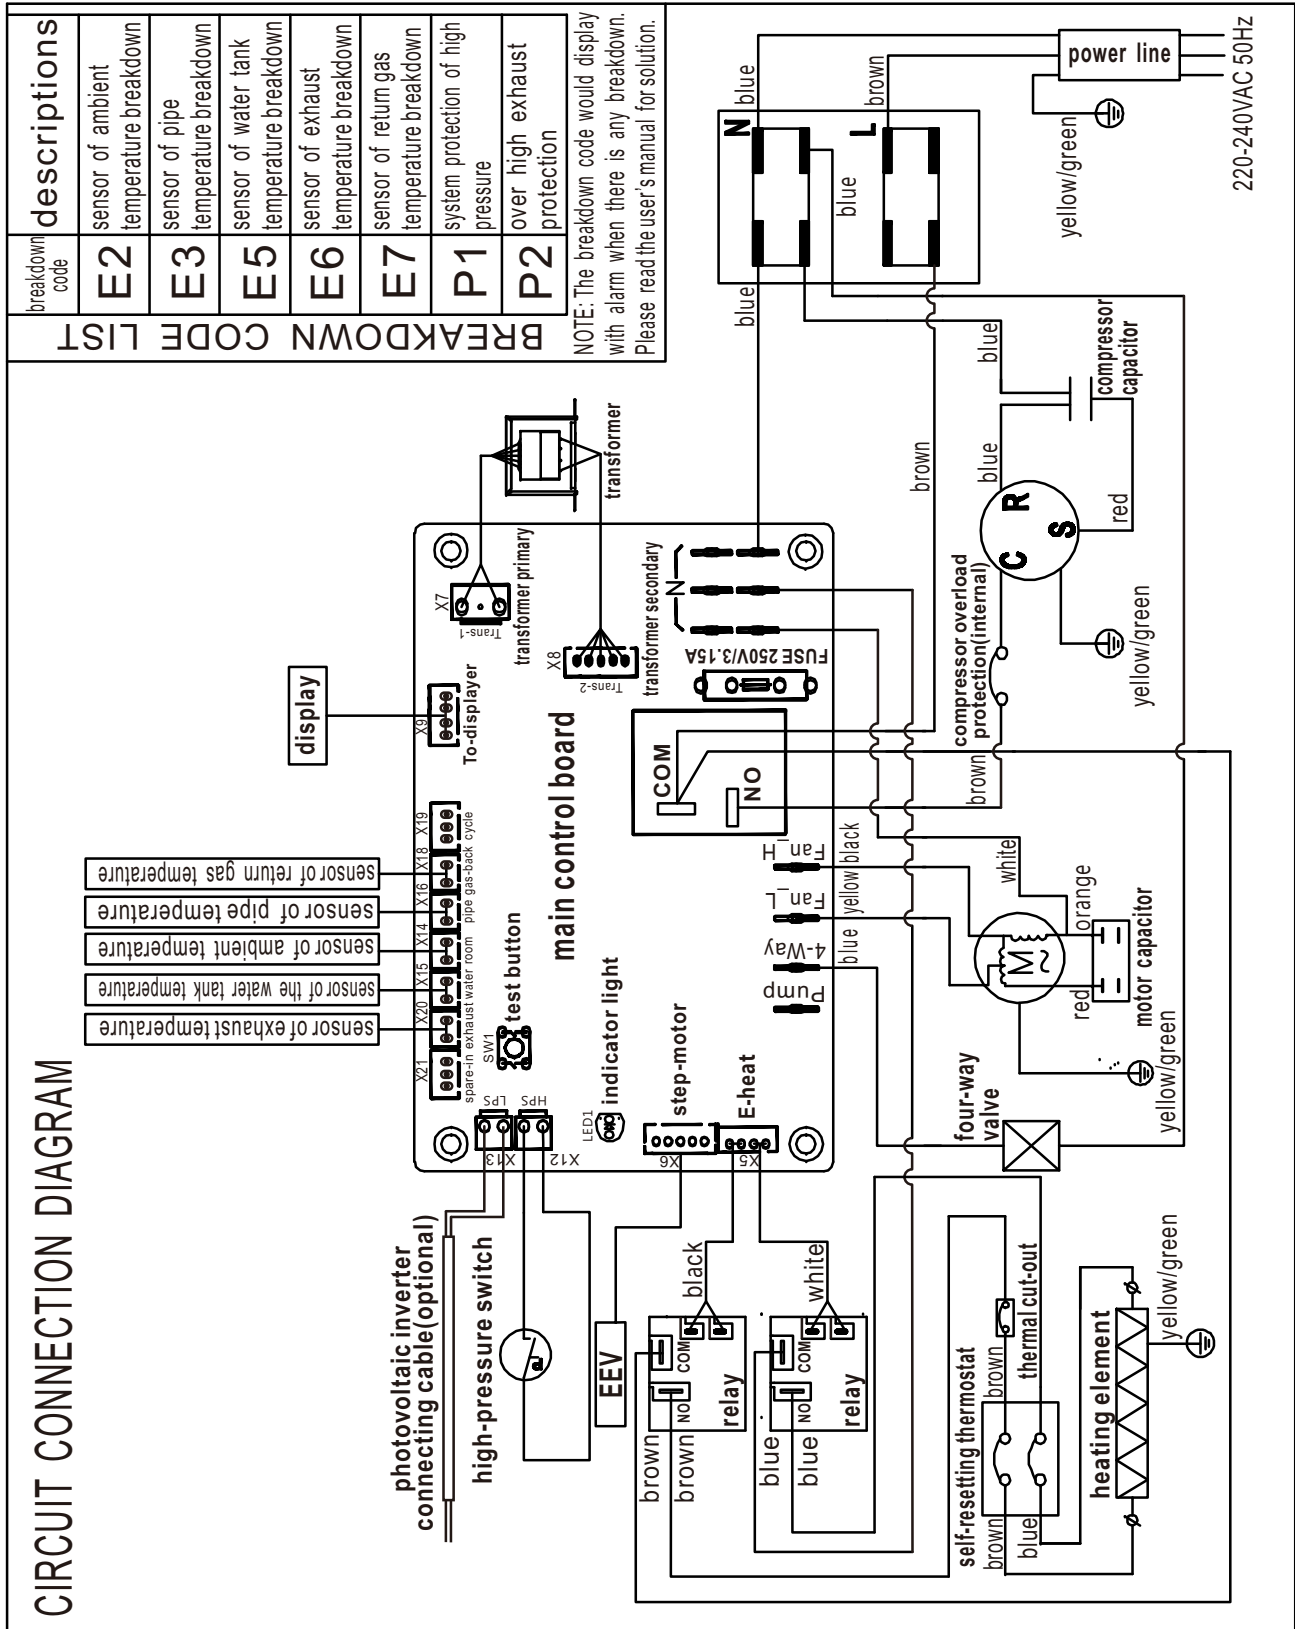 CIRCUIT CONNECTION DIAGRAM
BREAKDOWN CODE LIST
breakdown
code
descriptions
E2
sensor of ambient
temperature breakdown
E3
sensor of pipe
temperature breakdown
E5
sensor of water tank
temperature breakdown
E6
sensor of exhaust
temperature breakdown
E7
sensor of return gas
temperature breakdown
P1
system protection of high
pressure
P2
over high exhaust
protection
NOTE: The breakdown code would display
with alarm when there is any breakdown.
Please read the user's manual for solution.
sensor of exhaust temperature
sensor of the water tank temperature
sensor of ambient temperature
sensor of pipe temperature
sensor of return gas temperature
display
photovoltaic inverter
connecting cable(optional)
high-pressure switch
EEV
X21
X20
X15
X14
X16
X18
X19
X9
spare-in
exhaust
water
room
pipe
gas-back
cycle
To-displayer
LPS
HPS
X13
X12
SW1
test button
LED1
indicator light
main control board
X7
Trans-1
transformer primary
X8
Trans-2
transformer secondary
transformer
step-motor
X6
E-heat
X5
COM
NO
FUSE 250V/3.15A
N
Pump
4-Way
Fan_L
Fan_H
blue
yellow
black
black
white
relay
NO
COM
relay
NO
COM
brown
brown
blue
blue
self-resetting thermostat
brown
blue
brown
thermal cut-out
heating element
yellow/green
four-way
valve
yellow/green
M
~
white
red
orange
motor capacitor
brown
compressor overload
protection(internal)
C
R
S
yellow/green
red
blue
blue
compressor
capacitor
brown
blue
blue
N
L
blue
brown
yellow/green
power line
220-240VAC 50Hz
yellow/green